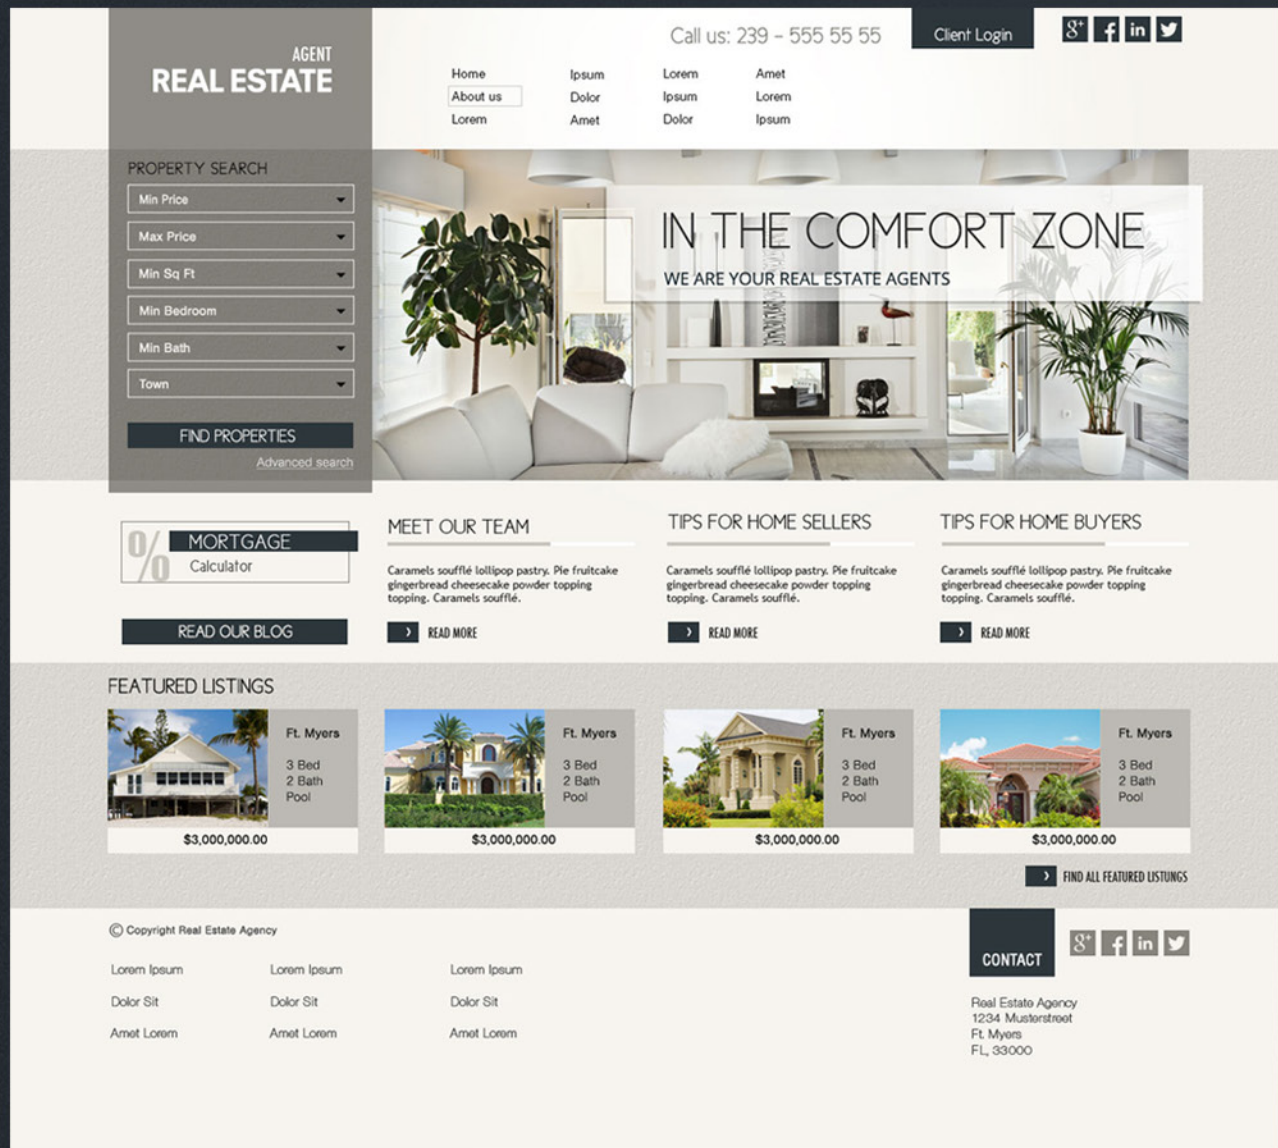 AGENT
REAL ESTATE
Call us: 239 – 555 55 55
Client Login
g+ f in
Home
About us
Lorem
Ipsum
Dolor
Amet
Lorem
Ipsum
Dolor
Amet
Lorem
Ipsum
PROPERTY SEARCH
Min Price
Max Price
Min Sq Ft
Min Bedroom
Min Bath
Town
FIND PROPERTIES
Advanced search
IN THE COMFORT ZONE
WE ARE YOUR REAL ESTATE AGENTS
%
MORTGAGE
Calculator
READ OUR BLOG
MEET OUR TEAM
Caramels soufflé lollipop pastry. Pie fruitcake
gingerbread cheesecake powder topping
topping. Caramels soufflé.
READ MORE
TIPS FOR HOME SELLERS
Caramels soufflé lollipop pastry. Pie fruitcake
gingerbread cheesecake powder topping
topping. Caramels soufflé.
READ MORE
TIPS FOR HOME BUYERS
Caramels soufflé lollipop pastry. Pie fruitcake
gingerbread cheesecake powder topping
topping. Caramels soufflé.
READ MORE
FEATURED LISTINGS
Ft. Myers
3 Bed
2 Bath
Pool
$3,000,000.00
Ft. Myers
3 Bed
2 Bath
Pool
$3,000,000.00
Ft. Myers
3 Bed
2 Bath
Pool
$3,000,000.00
Ft. Myers
3 Bed
2 Bath
Pool
$3,000,000.00
FIND ALL FEATURED LISTUNGS
© Copyright Real Estate Agency
Lorem Ipsum
Dolor Sit
Amet Lorem
Lorem Ipsum
Dolor Sit
Amet Lorem
Lorem Ipsum
Dolor Sit
Amet Lorem
CONTACT
g+ f in
Real Estate Agency
1234 Musterstreet
Ft. Myers
FL, 33000